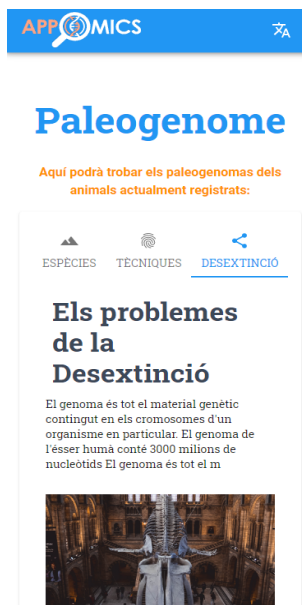 APPOMICS
Paleogenome
Aquí podrà trobar els paleogenomas dels
animals actualment registrats:
ESPÈCIES TÈCNIQUES DESEXTINCIÓ
Els problemes
de la
Desextinció
El genoma és tot el material genètic
contingut en els cromosomes d'un
organisme en particular. El genoma de
l'ésser humà conté 3000 milions de
nucleòtids El genoma és tot el m